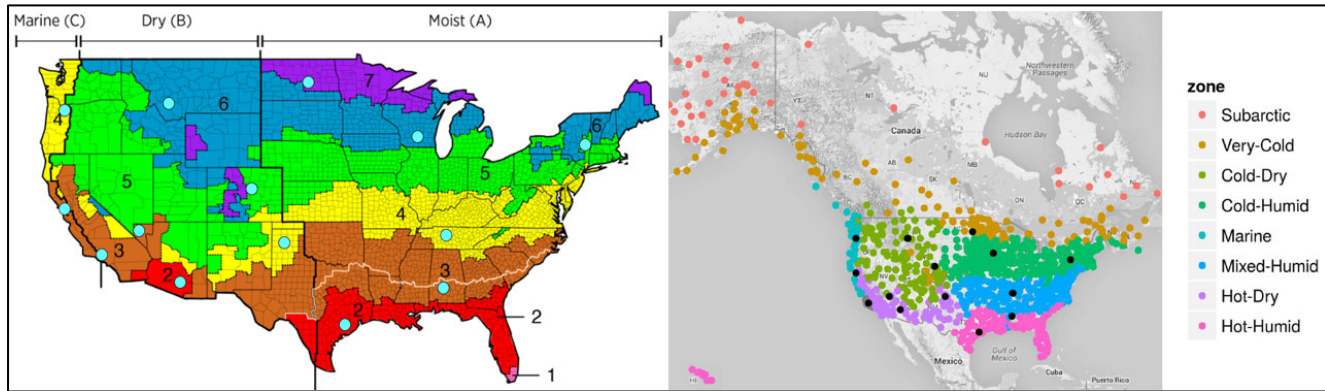 Marine (C)
Dry (B)
Moist (A)
7
6
4
6
5
5
4
3
3
2
2
2
1
NU
Northwestern
Passages
YT
NT
Canada
Hudson Bay
AB
BC
MB
SK
ON
QC
NV
Mexico
Gulf of
Mexico
Cuba
Puerto Rico
HI
zone
Subarctic
Very-Cold
Cold-Dry
Cold-Humid
Marine
Mixed-Humid
Hot-Dry
Hot-Humid